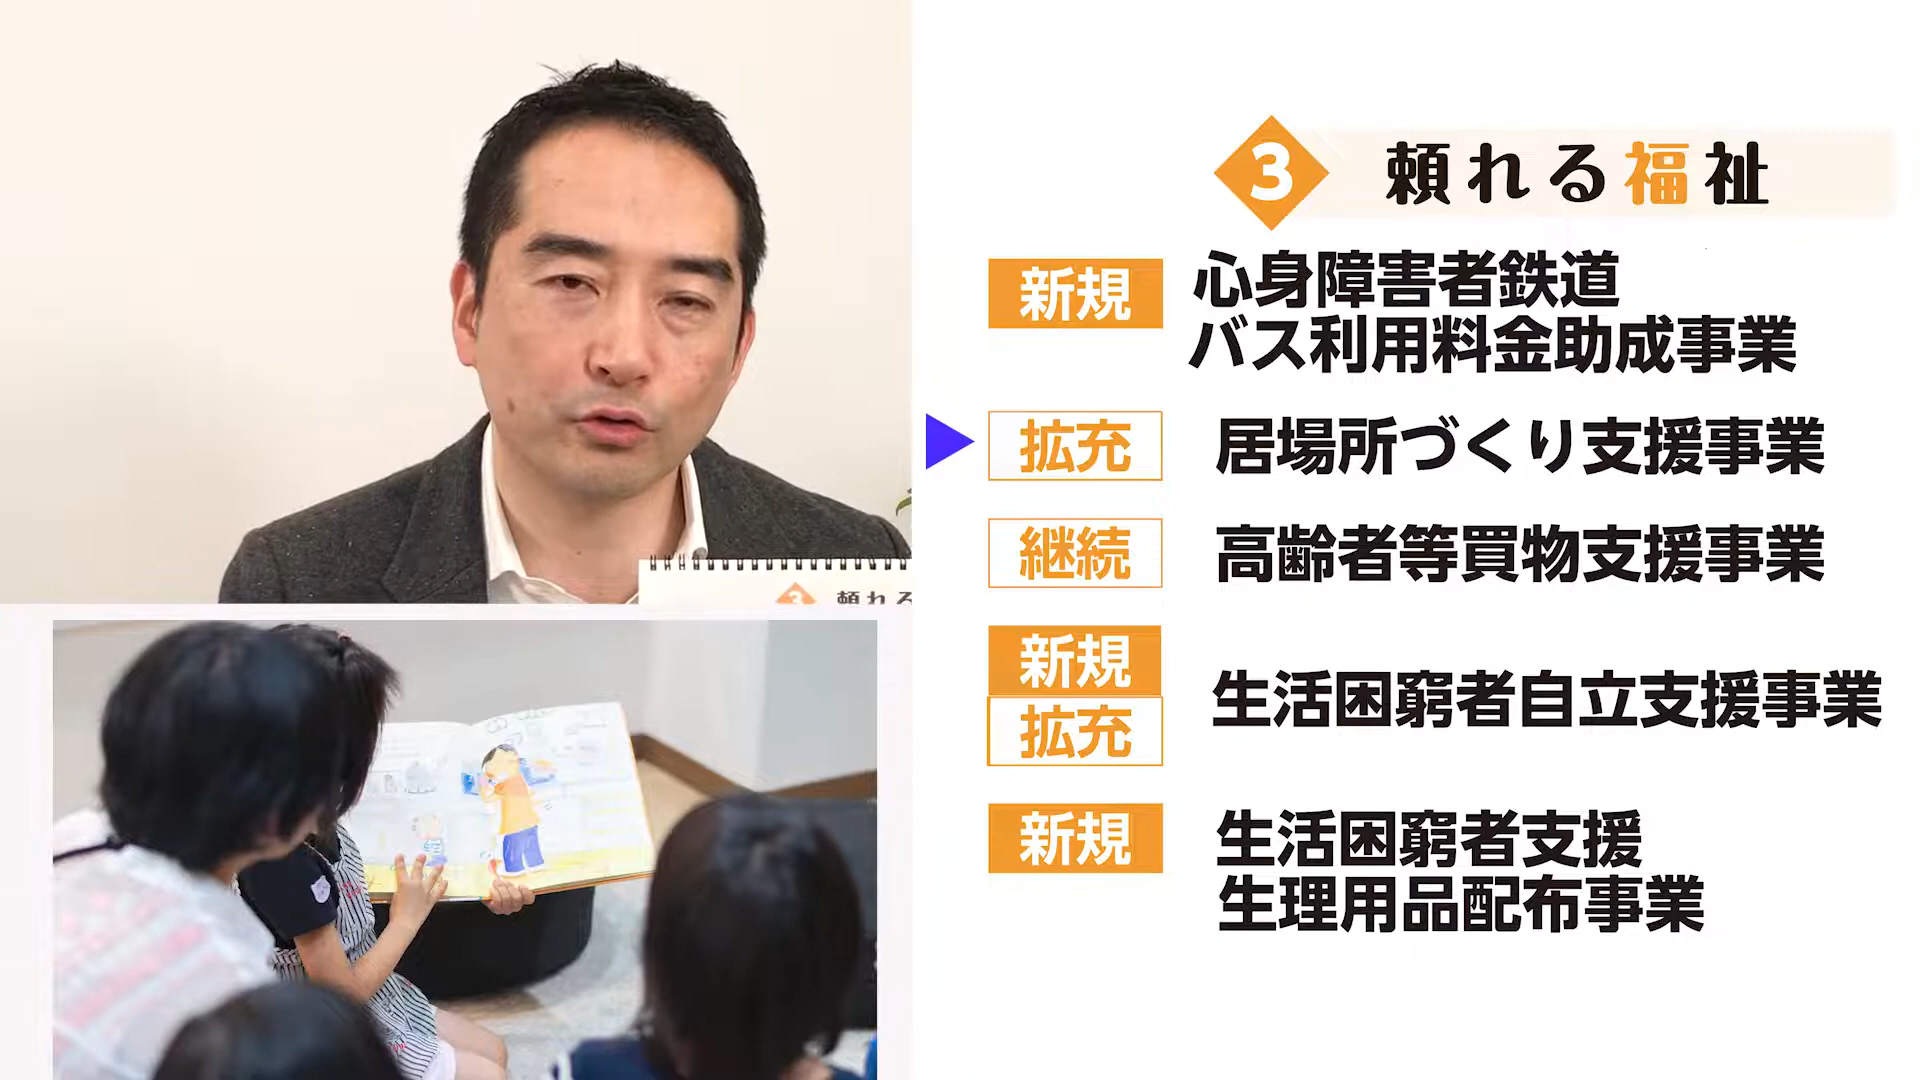 3 頼れる福祉
新規 心身障害者鉄道
バス利用料金助成事業
拡充 居場所づくり支援事業
継続 高齢者等買物支援事業
新規
拡充 生活困窮者自立支援事業
新規 生活困窮者支援
生理用品配布事業
3 頼れる